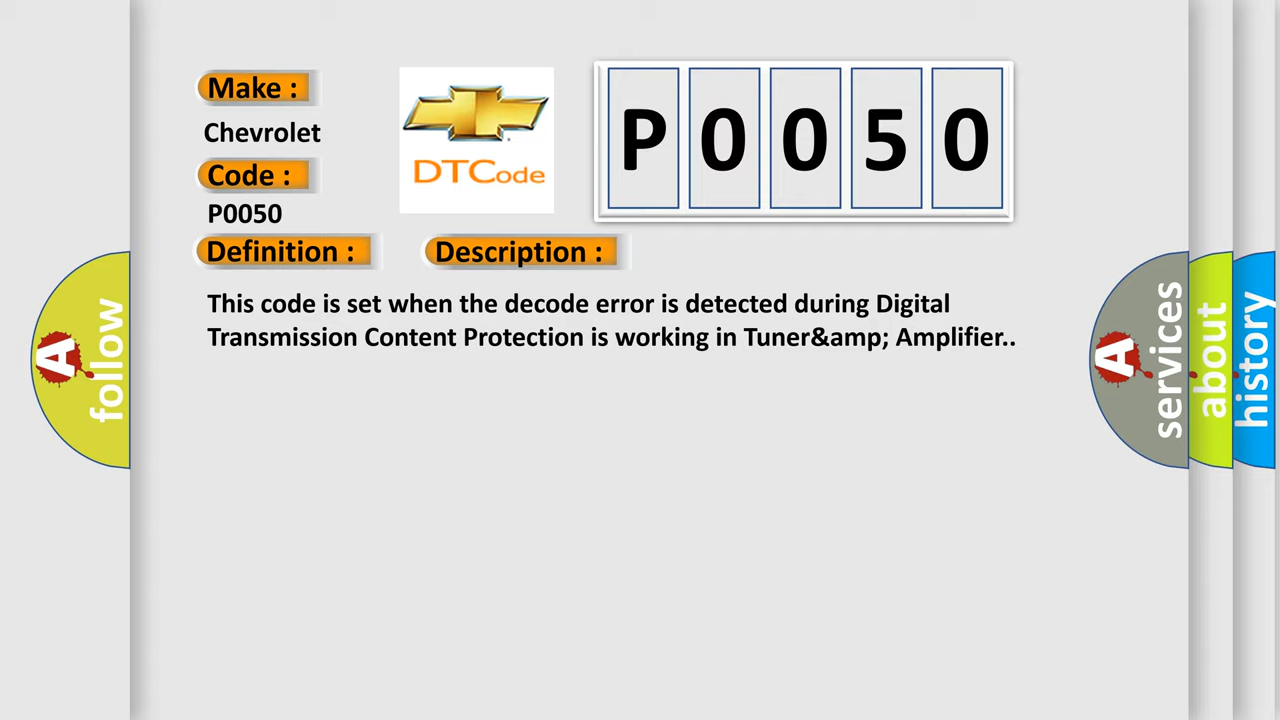 Make :
Chevrolet
Code :
P0050
Definition :
Description :
This code is set when the decode error is detected during Digital
Transmission Content Protection is working in Tuner&amp;amp; Amplifier..
DTCode
P0050
A follow
A services
about
history